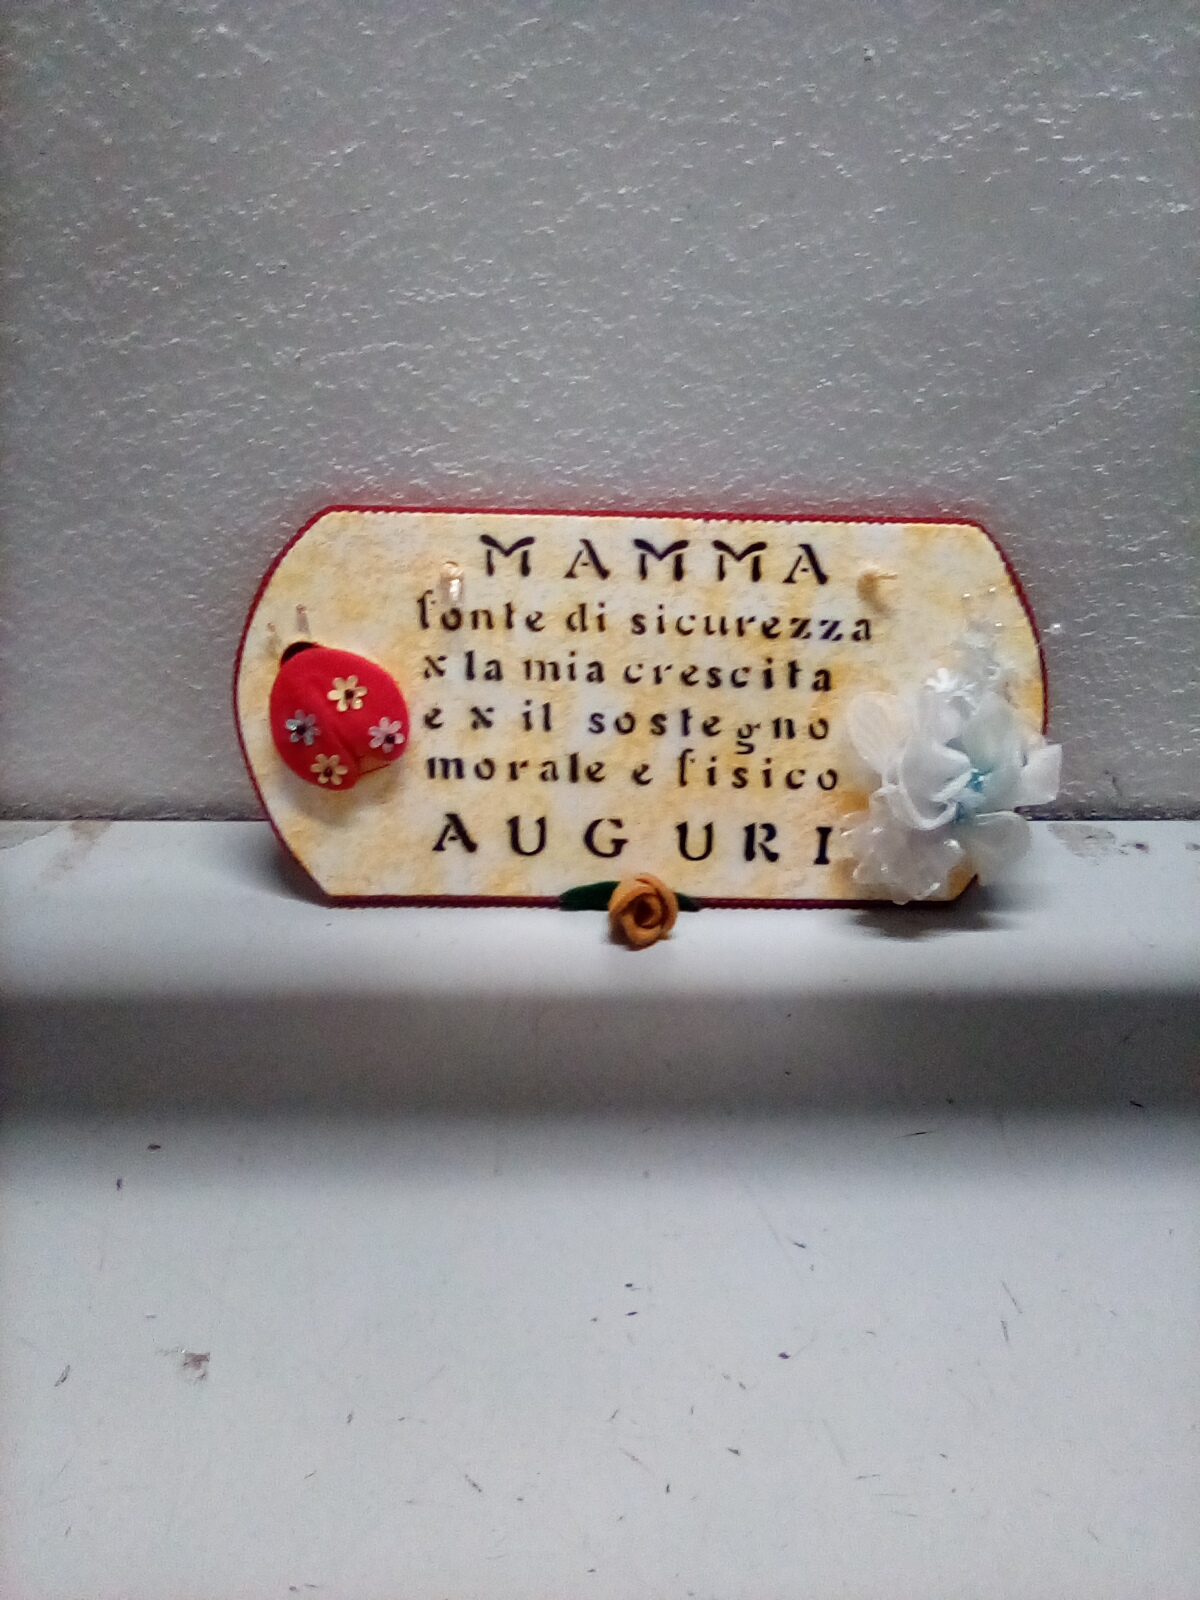 MAMMA
fonte di sicurezza
x la mia crescita
e x il sostegno
morale e fisico
AUGURI